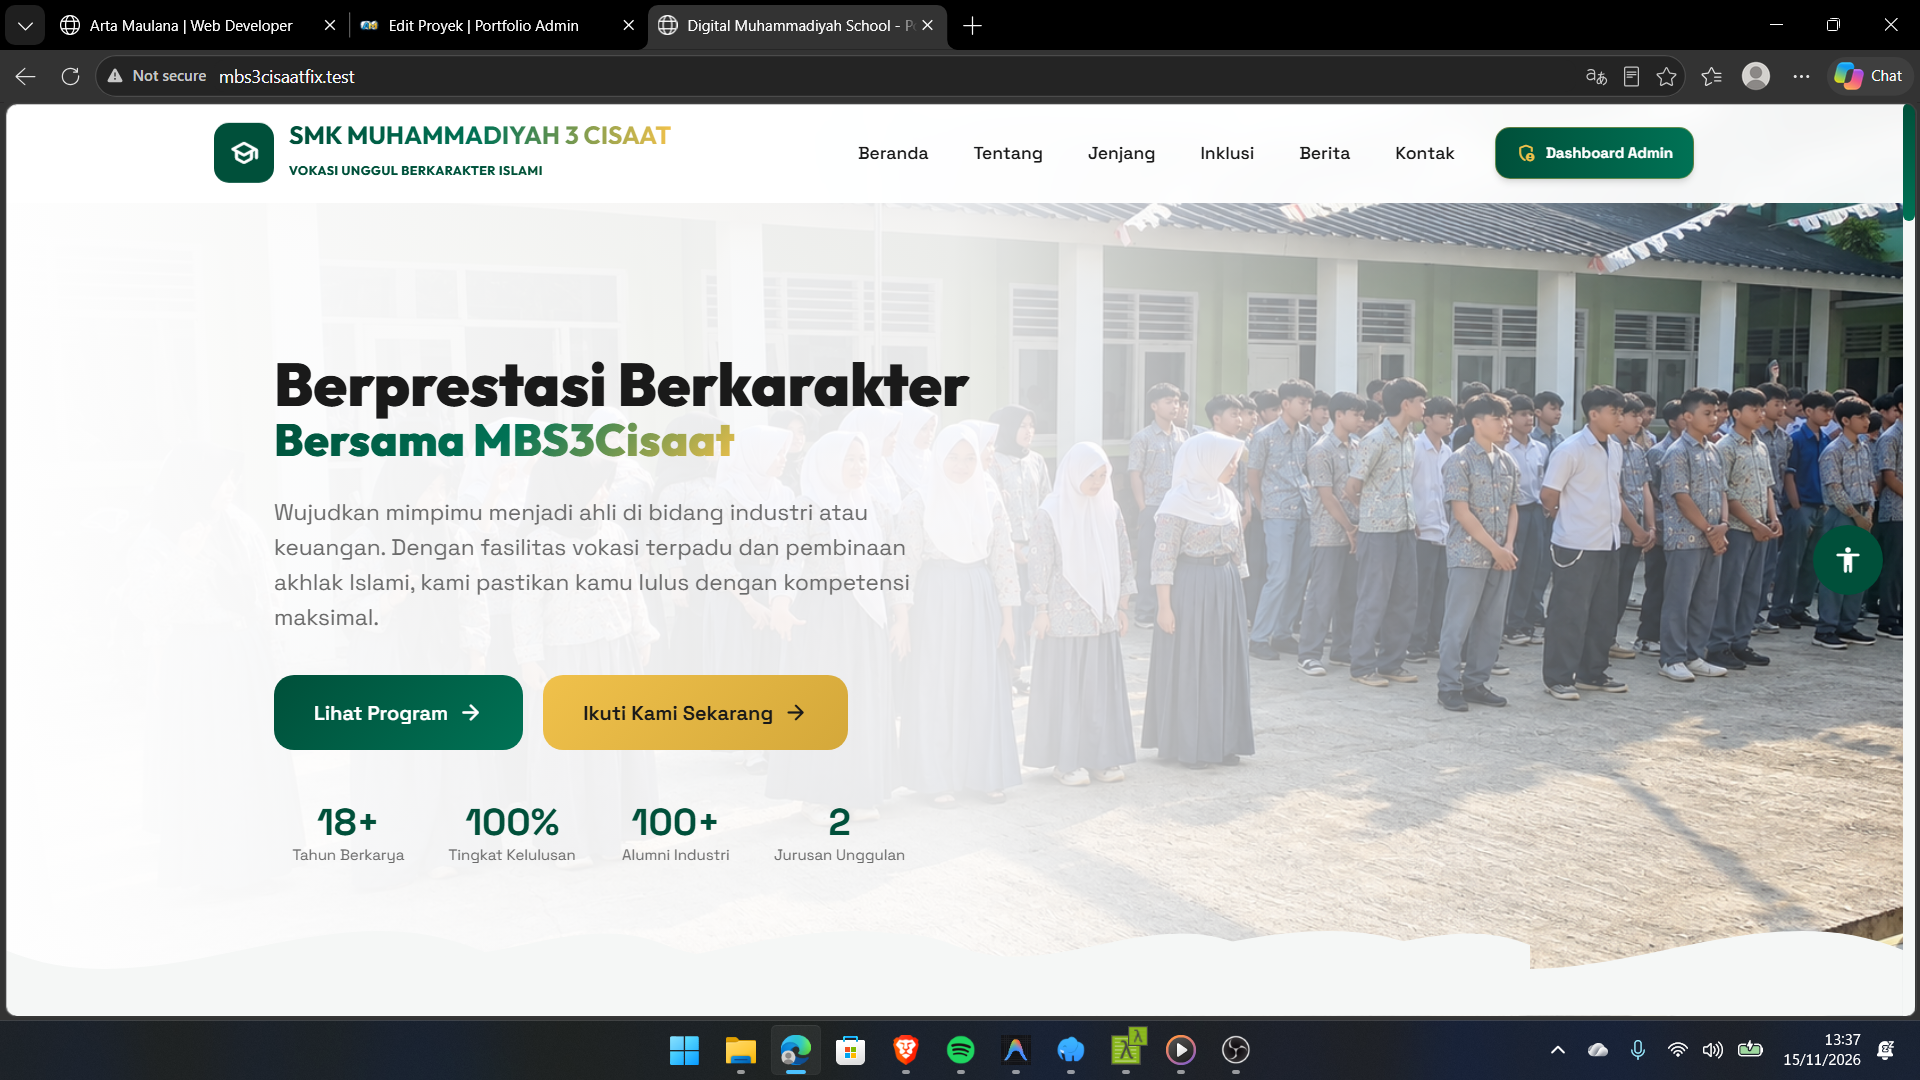 Arta Maulana | Web Developer
Edit Proyek | Portfolio Admin
Digital Muhammadiyah School -
Not secure
mbs3cisaatfix.test
Chat
SMK MUHAMMADIYAH 3 CISAAT
VOKASI UNGGUL BERKARAKTER ISLAMI
Beranda
Tentang
Jenjang
Inklusi
Berita
Kontak
Dashboard Admin
Berprestasi Berkarakter
Bersama MBS3Cisaat
Wujudkan mimpimu menjadi ahli di bidang industri atau
keuangan. Dengan fasilitas vokasi terpadu dan pembinaan
akhlak Islami, kami pastikan kamu lulus dengan kompetensi
maksimal.
Lihat Program
Ikuti Kami Sekarang
18+
Tahun Berkarya
100%
Tingkat Kelulusan
100+
Alumni Industri
2
Jurusan Unggulan
13:37
15/11/2026